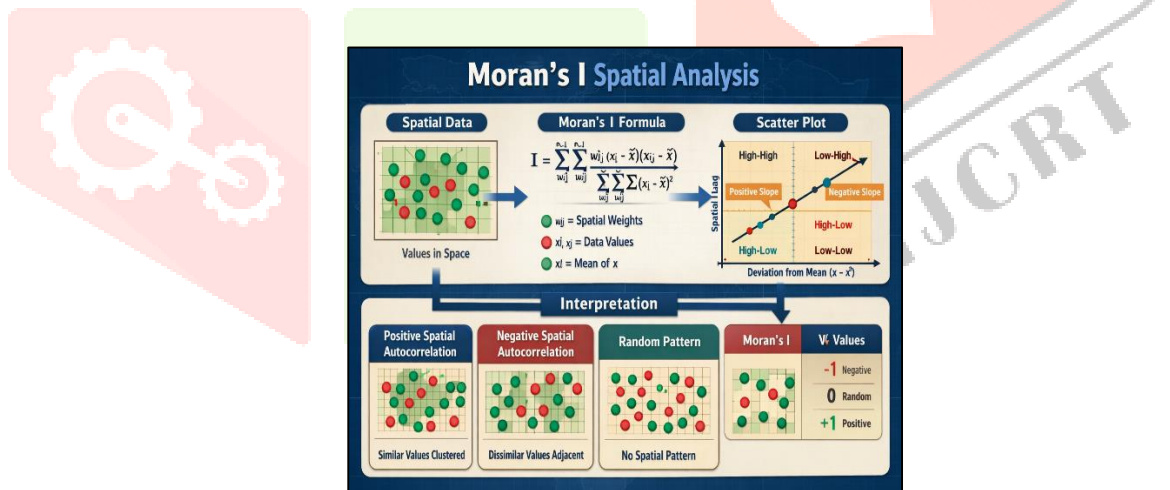 Moran's I Spatial Analysis
Spatial Data
Values in Space
Moran's I Formula
wij = Spatial Weights
xi, xj = Data Values
x! = Mean of x
Scatter Plot
High-High
Low-High
Positive Slope
Negative Slope
High-Low
High-Low
Low-Low
Spatial Llag
Deviation from Mean (x – x̄)
Interpretation
Positive Spatial
Autocorrelation
Similar Values Clustered
Negative Spatial
Autocorrelation
Dissimilar Values Adjacent
Random Pattern
No Spatial Pattern
Moran's I
Values
-1 Negative
0 Random
+1 Positive
IJCRT